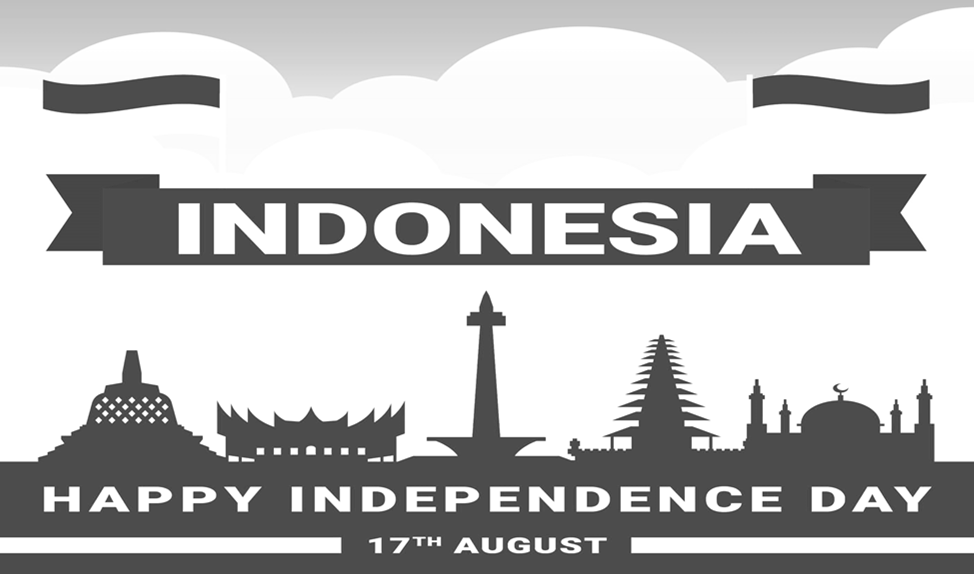 INDONESIA
HAPPY INDEPENDENCE DAY
17TH AUGUST